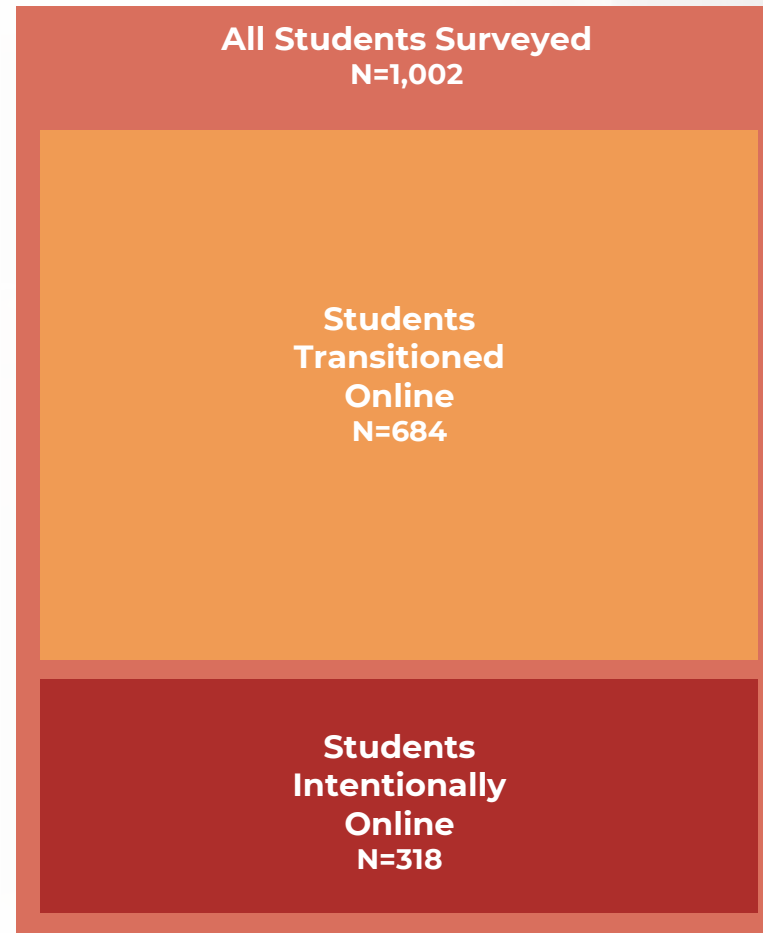 All Students Surveyed
N=1,002
Students
Transitioned
Online
N=684
Students
Intentionally
Online
N=318